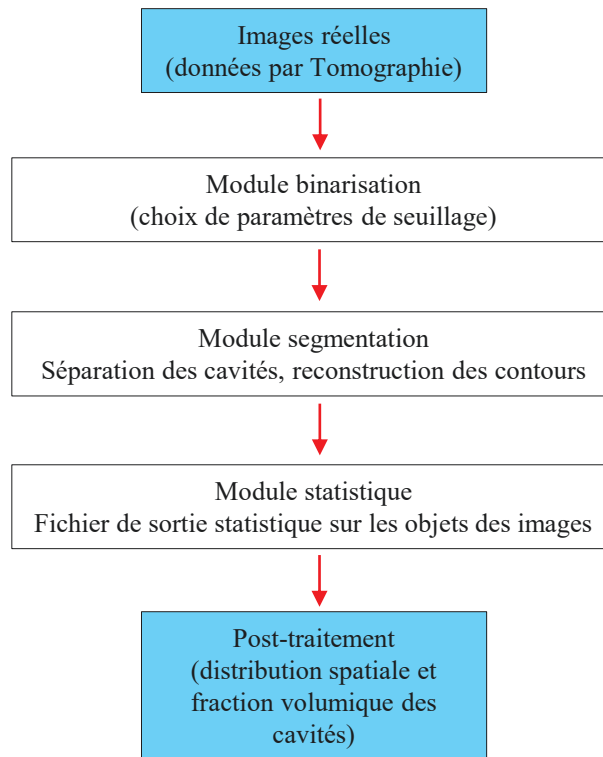 Images réelles
(données par Tomographie)
Module binarisation
(choix de paramètres de seuillage)
Module segmentation
Séparation des cavités, reconstruction des contours
Module statistique
Fichier de sortie statistique sur les objets des images
Post-traitement
(distribution spatiale et
fraction volumique des
cavités)